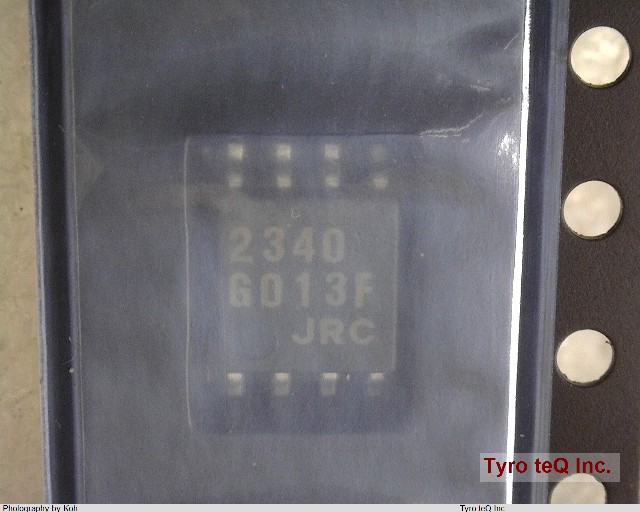 2340
G013F
JRC
Tyro teQ Inc.
Photography by Koh
Tyro teQ Inc